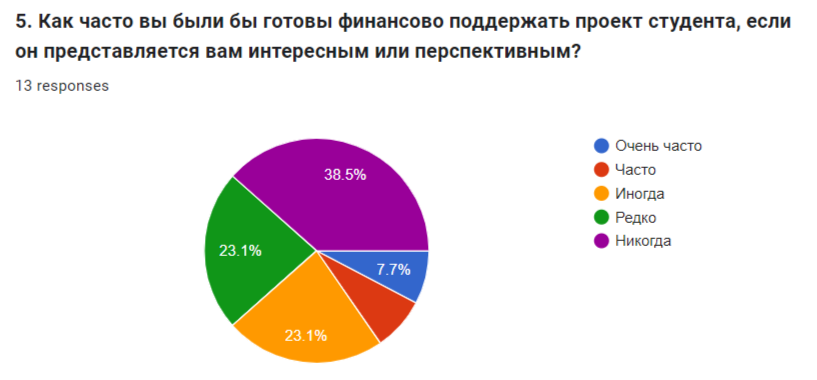 5. Как часто вы были бы готовы финансово поддержать проект студента, если
он представляется вам интересным или перспективным?
13 responses
38.5%
23.1%
7.7%
23.1%
Очень часто
Часто
Иногда
Редко
Никогда